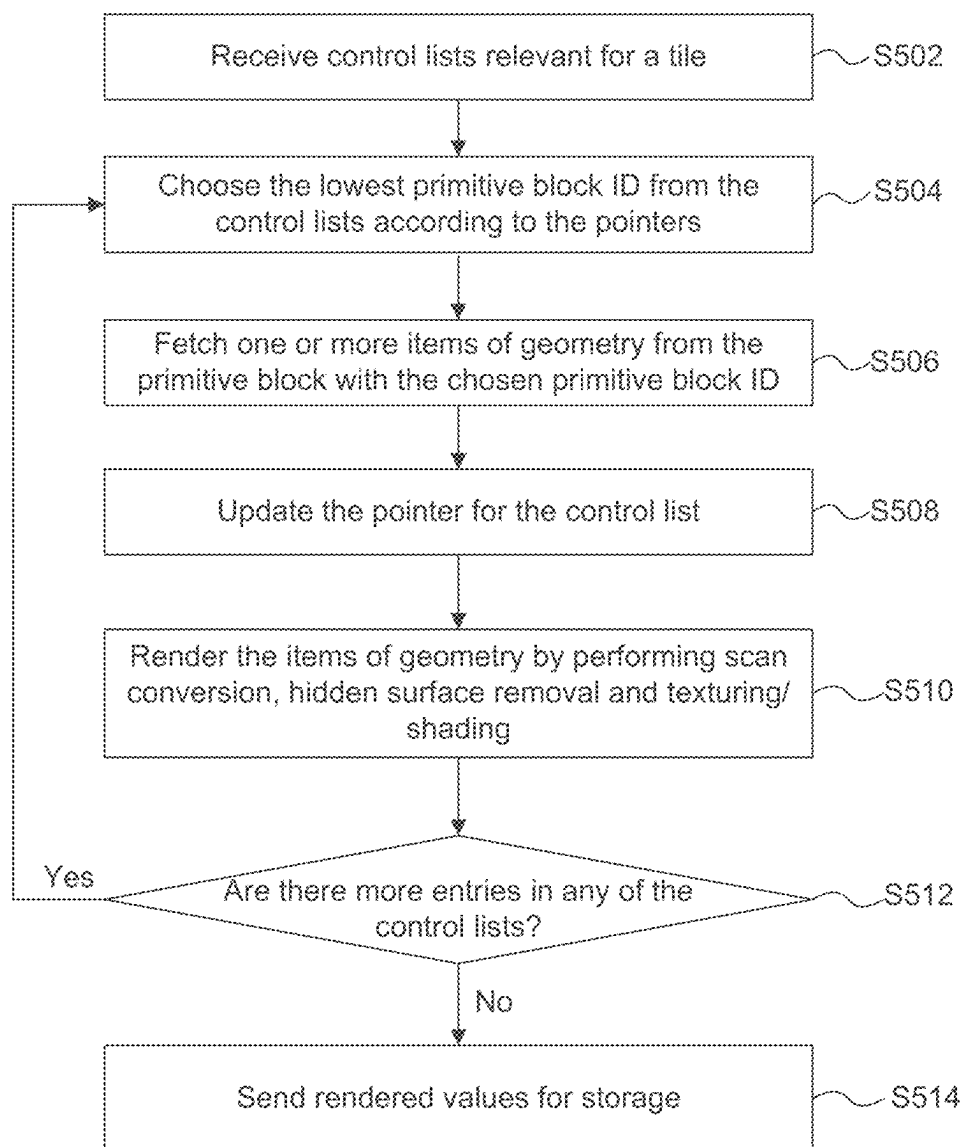 Receive control lists relevant for a tile
S502
Choose the lowest primitive block ID from the
control lists according to the pointers
S504
Fetch one or more items of geometry from the
primitive block with the chosen primitive block ID
S506
Update the pointer for the control list
S508
Render the items of geometry by performing scan
conversion, hidden surface removal and texturing/
shading
S510
Yes
Are there more entries in any of the
control lists?
S512
No
Send rendered values for storage
S514